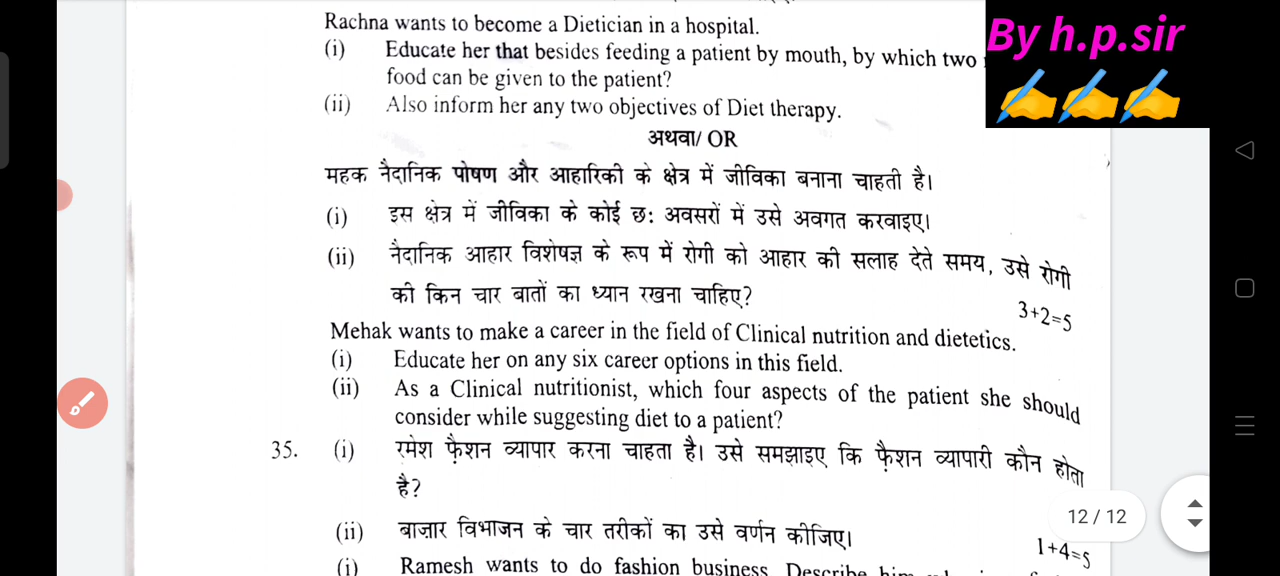 Rachna wants to become a Dietician in a hospital.
(i) Educate her that besides feeding a patient by mouth, by which two
food can be given to the patient?
(ii) Also inform her any two objectives of Diet therapy.
By h.p.sir
अथवा/ OR
महक नैदानिक पोषण और आहारिकी के क्षेत्र में जीविका बनाना चाहती है।
(i) इस क्षेत्र में जीविका के कोई छः अवसरों में उसे अवगत करवाइए।
(ii) नैदानिक आहार विशेषज्ञ के रूप में रोगी को आहार की सलाह देते समय, उसे रोगी
की किन चार बातों का ध्यान रखना चाहिए?
3+2=5
Mehak wants to make a career in the field of Clinical nutrition and dietetics.
(i) Educate her on any six career options in this field.
(ii) As a Clinical nutritionist, which four aspects of the patient she should
consider while suggesting diet to a patient?
35. (i) रमेश फ़ैशन व्यापार करना चाहता है। उसे समझाइए कि फ़ैशन व्यापारी कौन होता
है?
12 / 12
(ii) बाज़ार विभाजन के चार तरीकों का उसे वर्णन कीजिए।
1+4=5
(i) Ramesh wants to do fashion business. Describe him